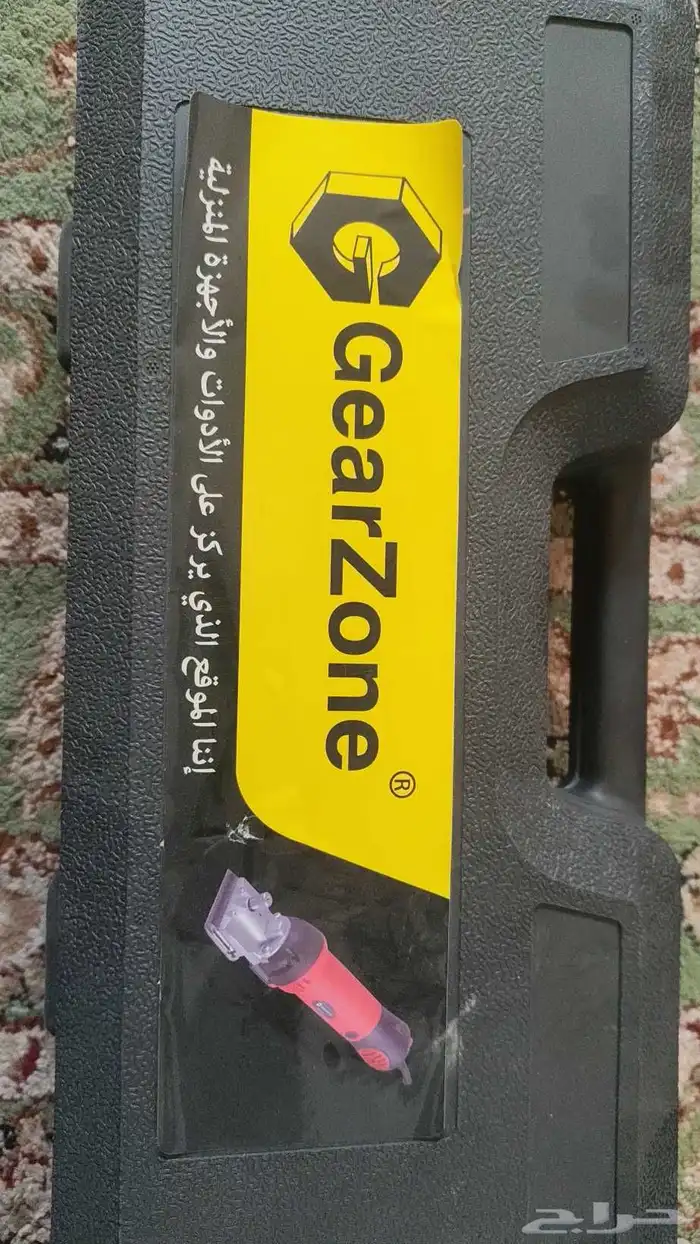 GearZone®
إننا الموقع الذي يركز على الأدوات والأجهزة المنزلية
حراج